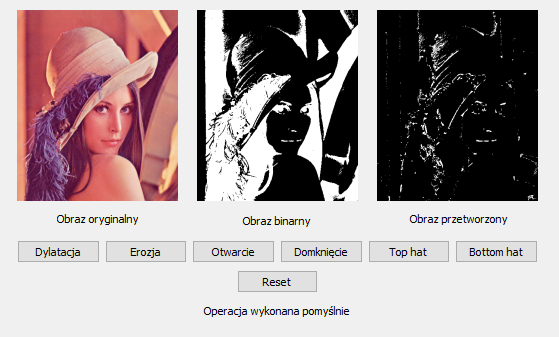 Obraz oryginalny
Obraz binarny
Obraz przetworzony
Dylatacja
Erozja
Otwarcie
Domknięcie
Top hat
Bottom hat
Reset
Operacja wykonana pomyślnie